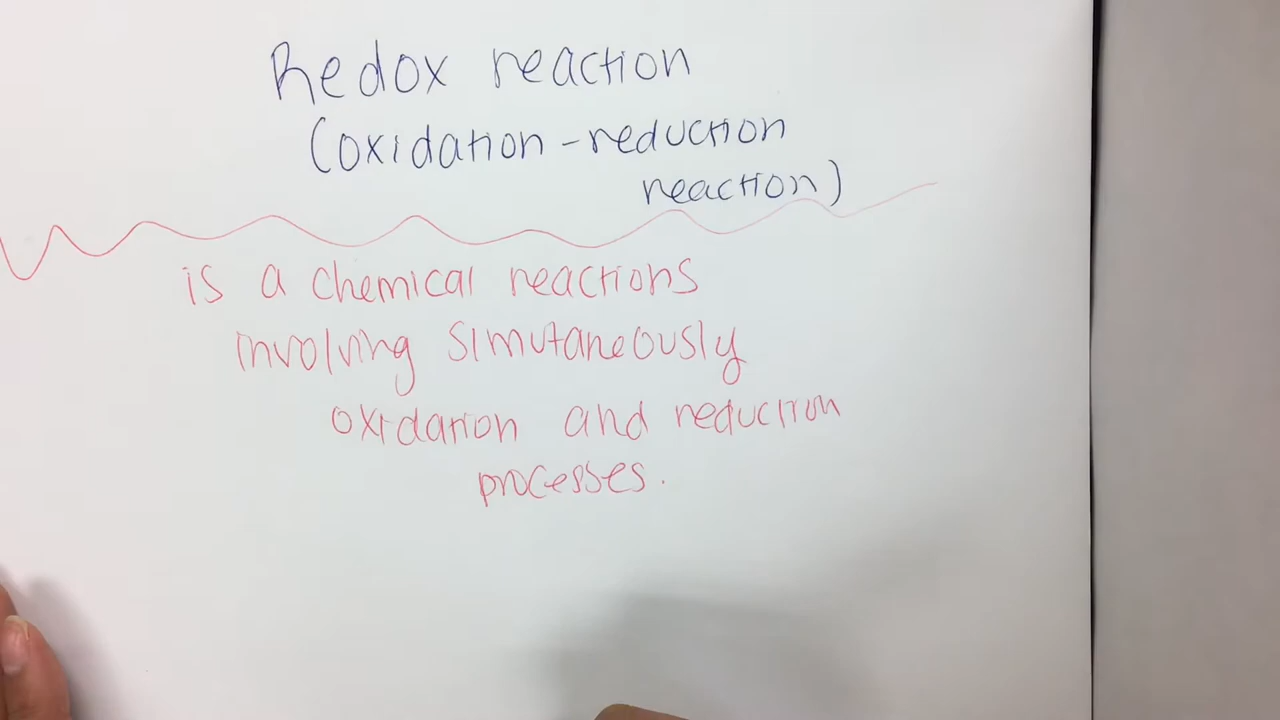 Redox reaction
(oxidation-reduction
reaction)
is a chemical reactions
involving simutaneously
oxidation and reduction
processes.